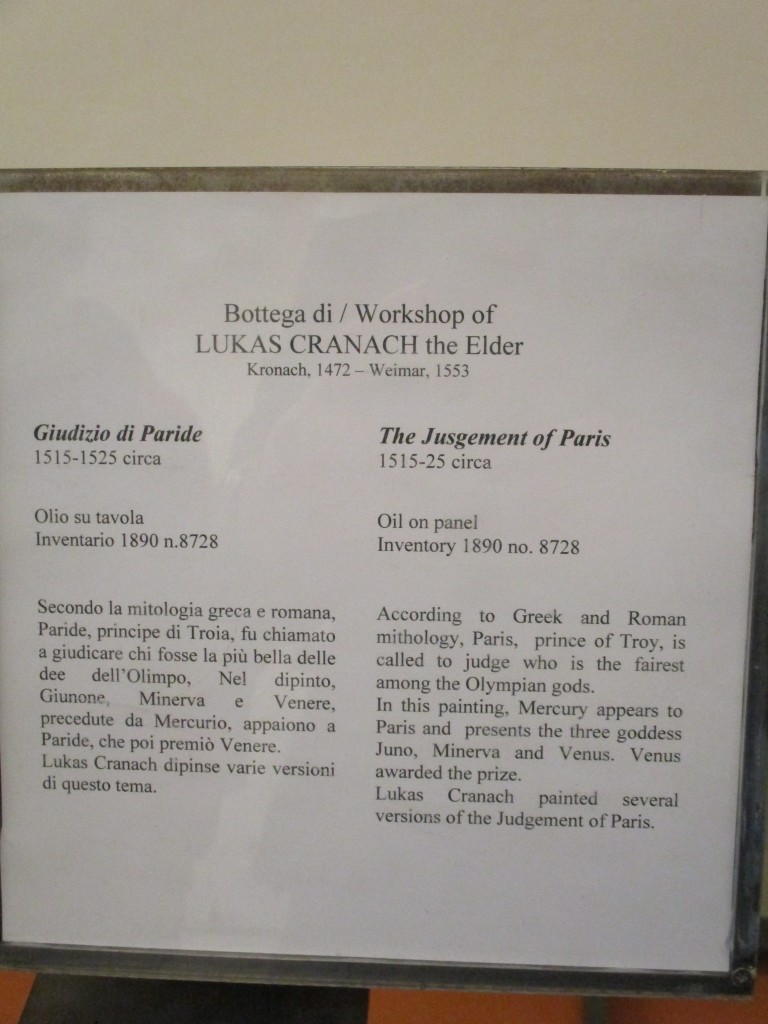 Bottega di / Workshop of
LUKAS CRANACH the Elder
Kronach, 1472 – Weimar, 1553
Giudizio di Paride
1515-1525 circa
Olio su tavola
Inventario 1890 n.8728
Secondo la mitologia greca e romana,
Paride, principe di Troia, fu chiamato
a giudicare chi fosse la più bella delle
dee dell'Olimpo, Nel dipinto,
Giunone, Minerva e Venere,
precedute da Mercurio, appaiono a
Paride, che poi premiò Venere.
Lukas Cranach dipinse varie versioni
di questo tema.
The Jusgement of Paris
1515-25 circa
Oil on panel
Inventory 1890 no. 8728
According to Greek and Roman
mithology, Paris, prince of Troy, is
called to judge who is the fairest
among the Olympian gods.
In this painting, Mercury appears to
Paris and presents the three goddess
Juno, Minerva and Venus. Venus
awarded the prize.
Lukas Cranach painted several
versions of the Judgement of Paris.